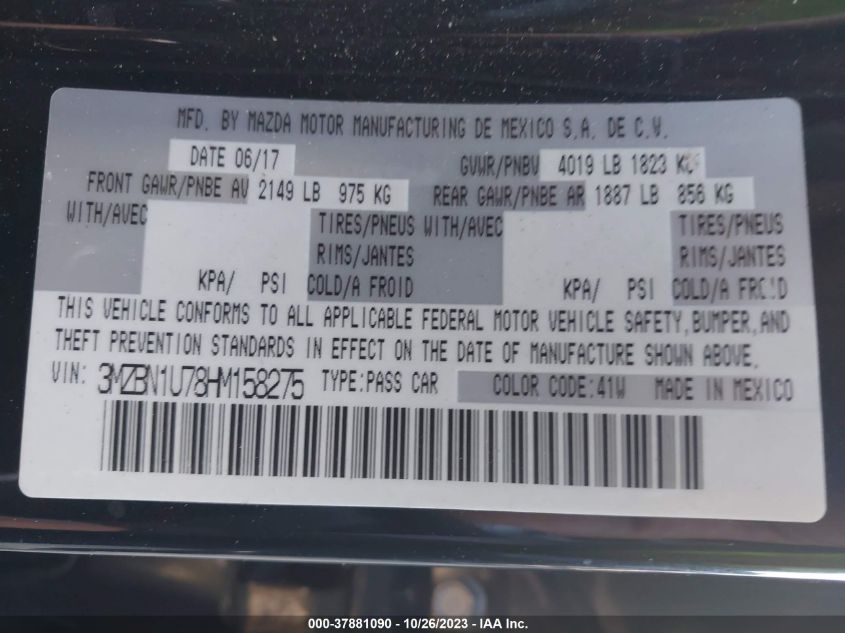 MFD. BY MAZDA MOTOR MANUFACTURING DE MEXICO S.A. DE C.V.
DATE 06/17 GVWR/PNBV 4019 LB 1823 KG
FRONT GAWR/PNBE AV 2149 LB 975 KG REAR GAWR/PNBE AR 1887 LB 856 KG
WITH/AVEC TIRES/PNEUS WITH/AVEC TIRES/PNEUS
RIMS/JANTES RIMS/JANTES
KPA/ PSI COLD/A FROID KPA/ PSI COLD/A FROID
THIS VEHICLE CONFORMS TO ALL APPLICABLE FEDERAL MOTOR VEHICLE SAFETY, BUMPER, AND
THEFT PREVENTION STANDARDS IN EFFECT ON THE DATE OF MANUFACTURE SHOWN ABOVE.
VIN: 3MZBN1U78HM158275 TYPE:PASS CAR COLOR CODE:41W MADE IN MEXICO
000-37881090 - 10/26/2023 - IAA Inc.